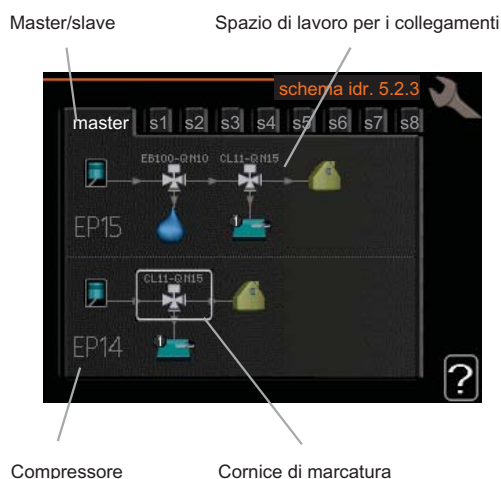 Master/slave
Spazio di lavoro per i collegamenti
schema idr. 5.2.3
master s1 s2 s3 s4 s5 s6 s7 s8
EB100-QN10 CL11-QN15
1
EP15
CL11-QN15
1
EP14
?
Compressore
Cornice di marcatura